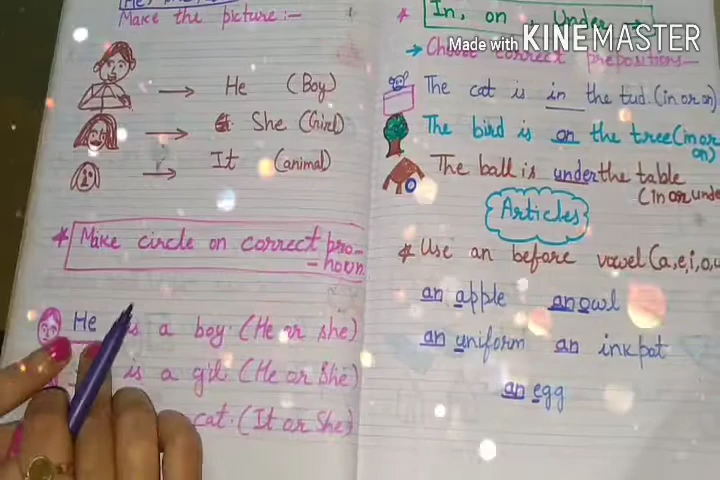 Make the picture :-
He (Boy)
She (Girl)
It (animal)
* Make circle on correct pro-
- noun
He is a boy. (He or she)
is a girl. (He or She)
cat. (It or She)
* In, on, Under
Made with KINEMASTER
→ Choose correct prepositions -
The cat is in the tud. (in or on)
The bird is on the tree (in or
on)
The ball is under the table
(in or unde
Articles
* Use an before vowel (a,e,i,o,u
an apple an owl
an uniform an inkpot
an egg